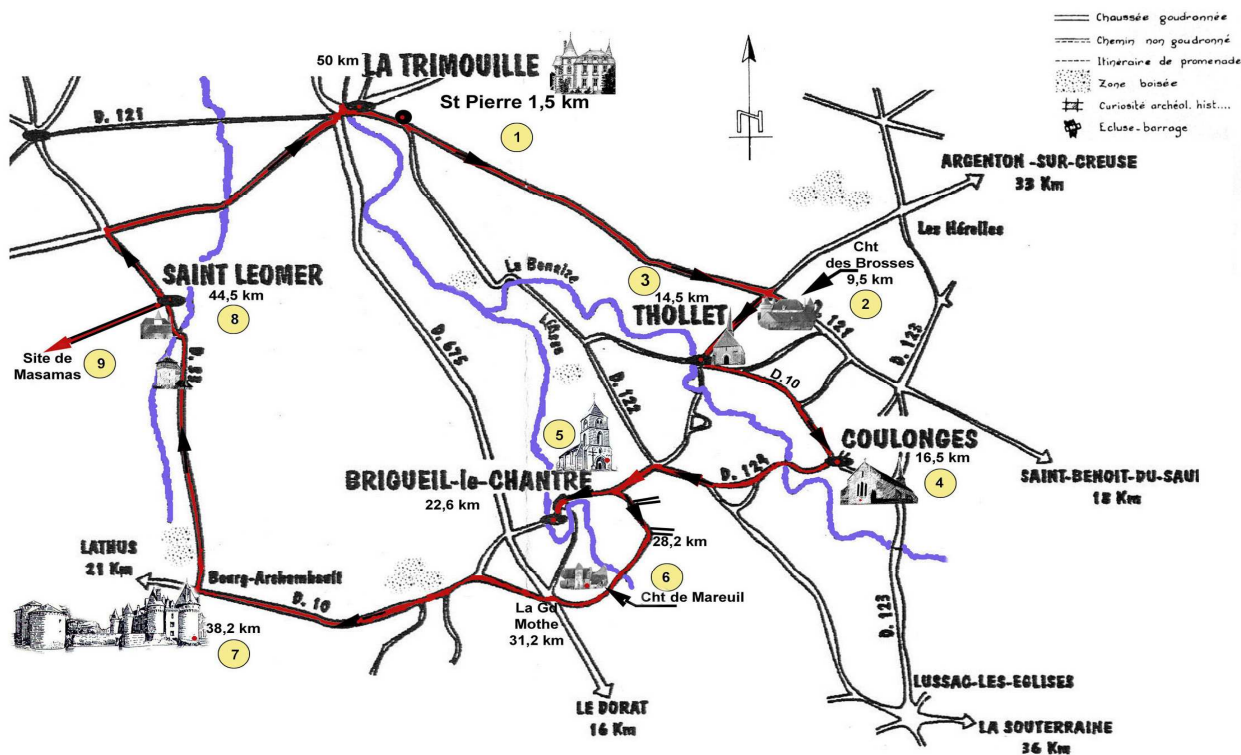 Chaussée goudronnée
Chemin non goudronné
Itinéraire de promenade
Zone boisée
Curiosité archéol. hist....
Ecluse-barrage
50 km
LA TRIMOUILLE
St Pierre 1,5 km
1
D. 121
N
ARGENTON-SUR-CREUSE
33 Km
Les Hérolles
Cht
des Brosses
9,5 km
2
3
14,5 km
THOLLET
La Benaize
SAINT LEOMER
44,5 km
8
Site de
Masamas
9
D. 675
D. 122
121
D. 123
D.10
COULONGES
16,5 km
4
SAINT-BENOIT-DU-SAUI
18 Km
5
BRIGUEIL-le-CHANTRE
22,6 km
D. 124
28,2 km
6
Cht de Mareuil
LATHUS
21 Km
Bourg-Archambault
D. 10
38,2 km
7
La Gd
Mothe
31,2 km
D. 123
LE DORAT
16 Km
LUSSAC-LES-EGLISES
LA SOUTERRAINE
36 Km